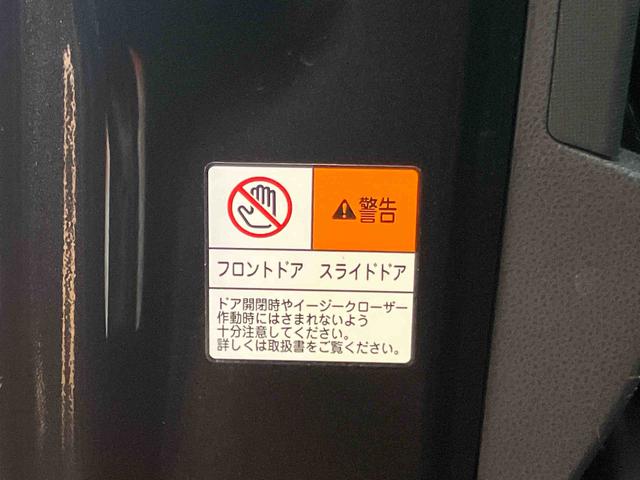 警告
フロントドア　スライドドア
ドア開閉時やイージークローザー
作動時にはさまれないよう
十分注意してください。
詳しくは取扱書をご覧ください。